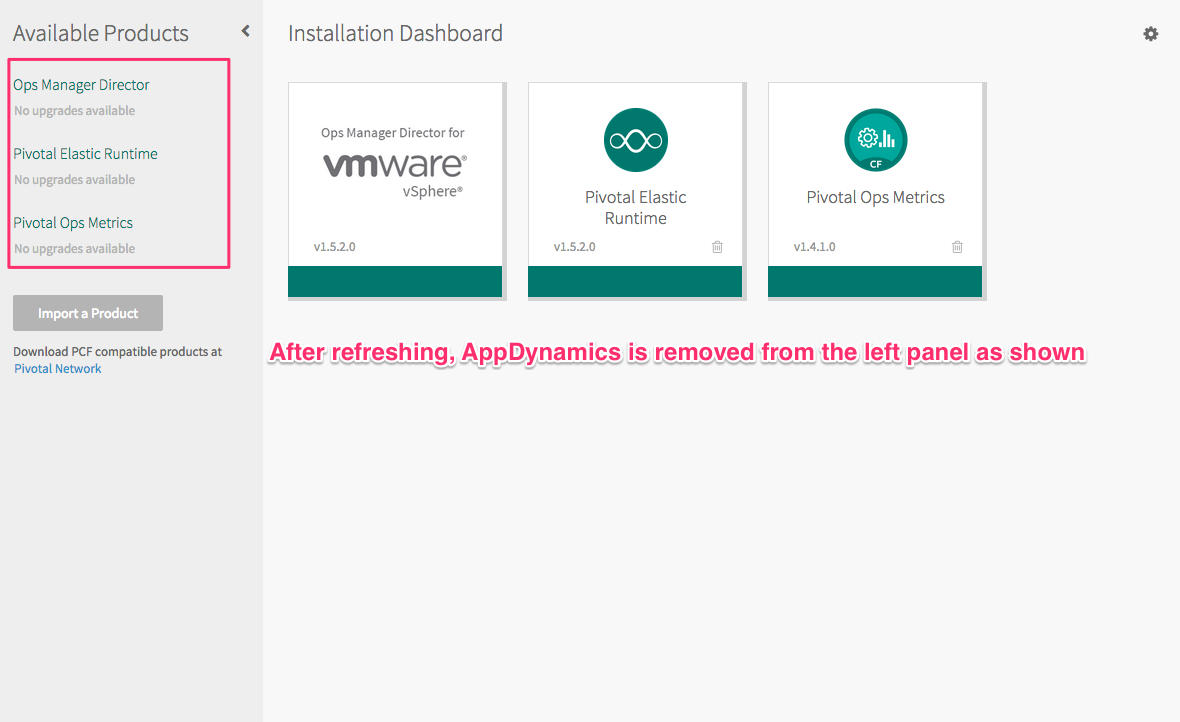 Available Products
Ops Manager Director
No upgrades available
Pivotal Elastic Runtime
No upgrades available
Pivotal Ops Metrics
No upgrades available
Import a Product
Download PCF compatible products at
Pivotal Network
Installation Dashboard
Ops Manager Director for
vmware®
vSphere®
v1.5.2.0
Pivotal Elastic
Runtime
v1.5.2.0
CF
Pivotal Ops Metrics
v1.4.1.0
After refreshing, AppDynamics is removed from the left panel as shown